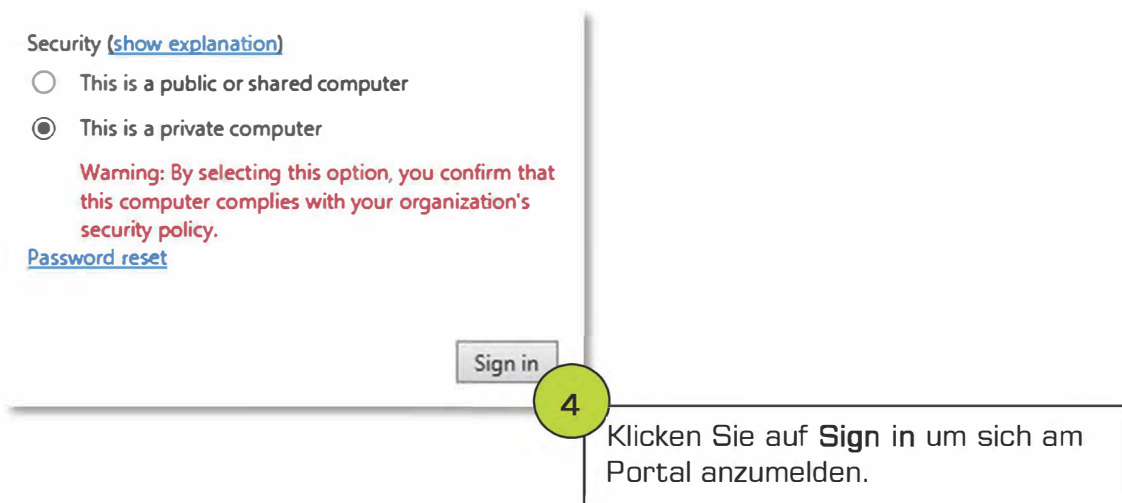 Security (show explanation)
This is a public or shared computer
This is a private computer
Warning: By selecting this option, you confirm that
this computer complies with your organization's
security policy.
Password reset
Sign in
4
Klicken Sie auf Sign in um sich am
Portal anzumelden.